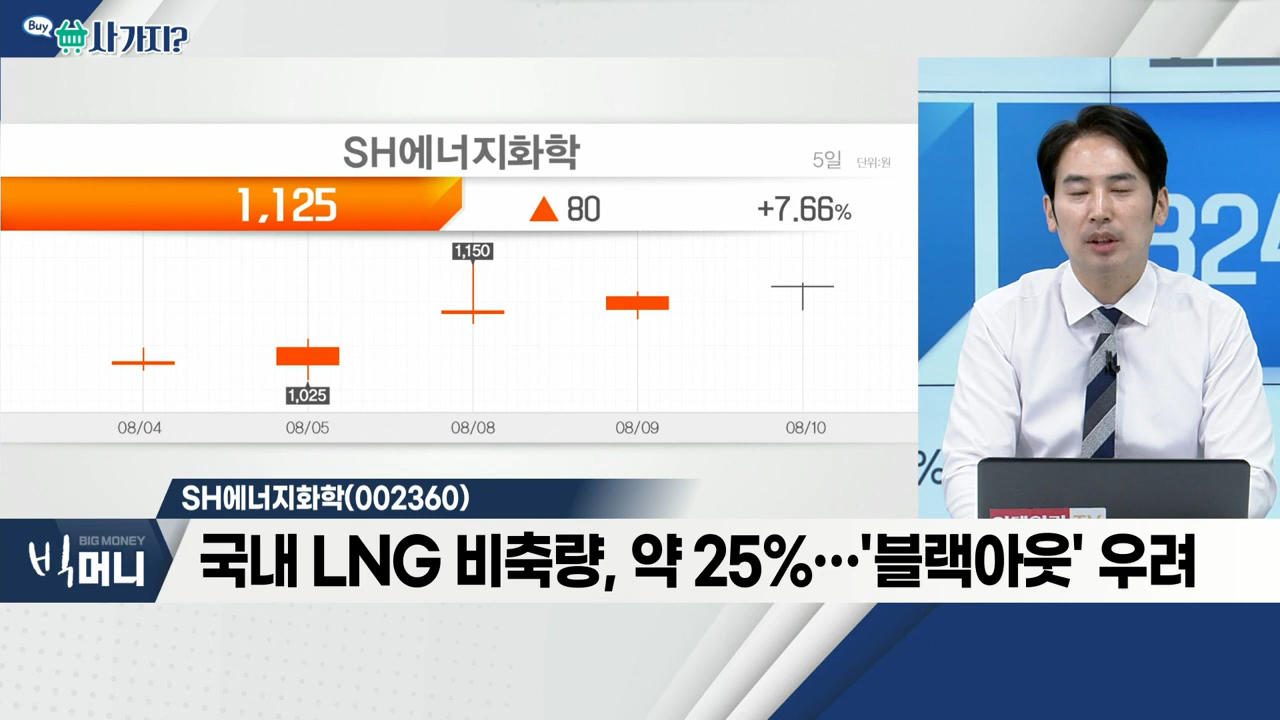 Buy
사 가지?
SH에너지화학
5일 단위:원
1,125 ▲ 80 +7.66%
1,150
1,025
08/04 08/05 08/08 08/09 08/10
324
%
SH에너지화학(002360)
BIG MONEY
빅머니
국내 LNG 비축량, 약 25%…'블랙아웃' 우려